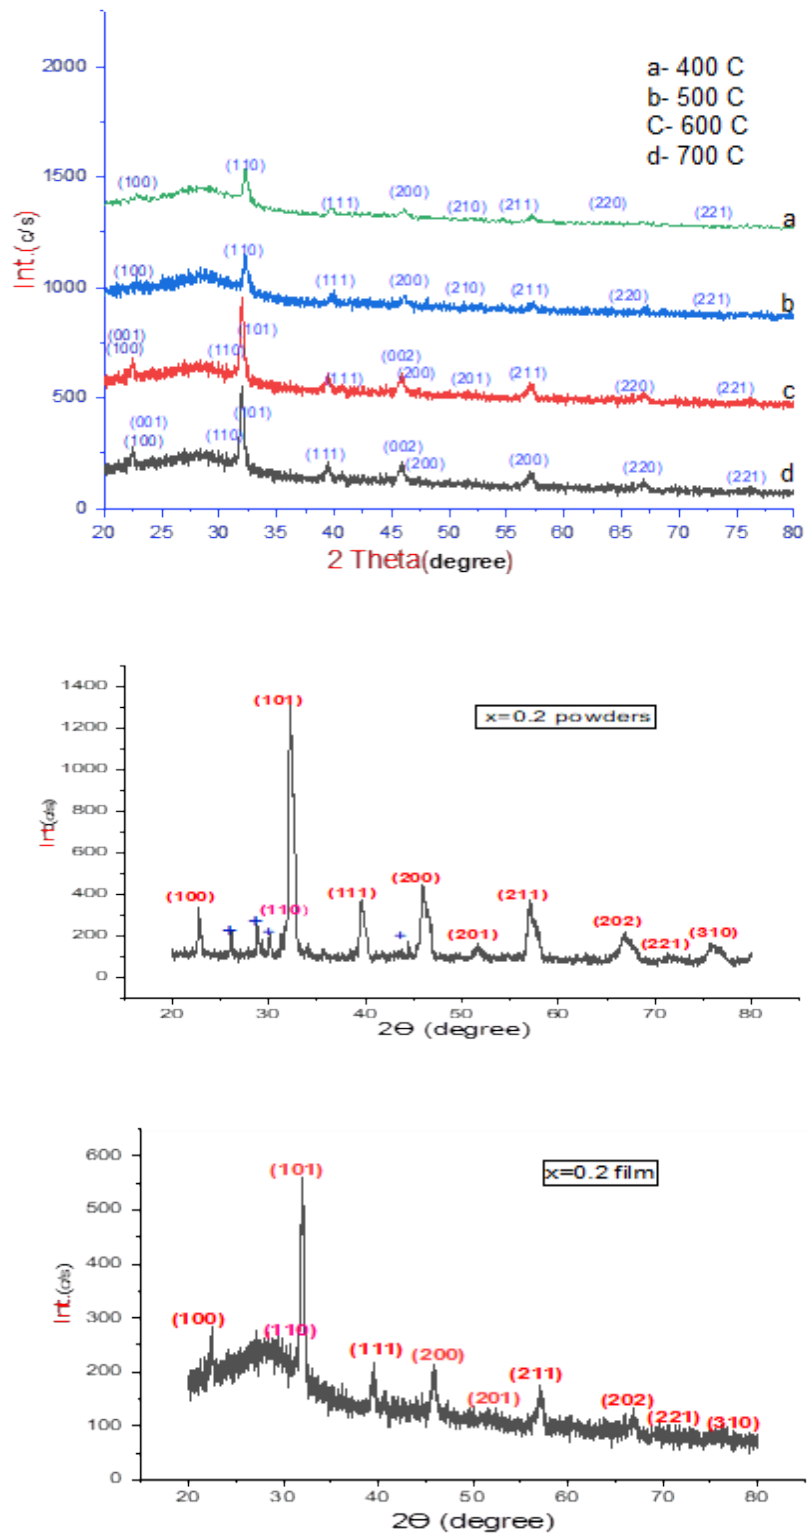 2000
1500
1000
500
0
Int.(c/s)
a- 400 C
b- 500 C
C- 600 C
d- 700 C
(100) (110) (111) (200) (210) (211) (220) (221) a
(100) (110) (111) (200) (210) (211) (220) (221) b
(001) (101) (002)
(100) (110) (111) (200) (201) (211) (220) (221) c
(001) (101) (002)
(100) (110) (111) (200) (200) (220) (221) d
20 25 30 35 40 45 50 55 60 65 70 75 80
2 Theta(degree)
1400
1200
1000
800
600
400
200
0
Int.(c/s)
x=0.2 powders
(101)
(100) (110) (111) (200) (201) (211) (202) (221) (310)
+ + + +
20 30 40 50 60 70 80
2Θ (degree)
600
500
400
300
200
100
0
Int.(c/s)
x=0.2 film
(101)
(100) (110) (111) (200) (201) (211) (202) (221) (310)
20 30 40 50 60 70 80
2Θ (degree)